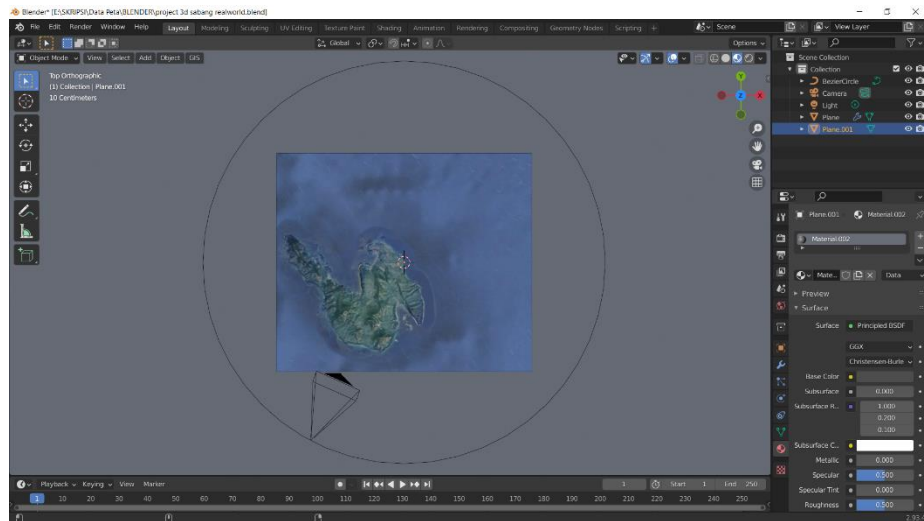 Blender* [E:\SKRIPSI\Data Peta\BLENDER\project 3d sabang realworld.blend]
File Edit Render Window Help Layout Modeling Sculpting UV Editing Texture Paint Shading Animation Rendering Compositing Geometry Nodes Scripting + Scene View Layer
Global Options
Object Mode View Select Add Object GIS
Top Orthographic
(1) Collection | Plane.001
10 Centimeters
Y
Z
X
Scene Collection
Collection
BezierCircle
Camera
Light
Plane
Plane.001
Plane.001 Material.002
Material.002
Mate... Data
Preview
Surface
Surface Principled BSDF
GGX
Christensen-Burle
Base Color
Subsurface 0.000
Subsurface R... 1.000
0.200
0.100
Subsurface C...
Metallic 0.000
Specular 0.500
Specular Tint 0.000
Roughness 0.500
Playback Keying View Marker 1 Start 1 End 250
1 10 20 30 40 50 60 70 80 90 100 110 120 130 140 150 160 170 180 190 200 210 220 230 240 250